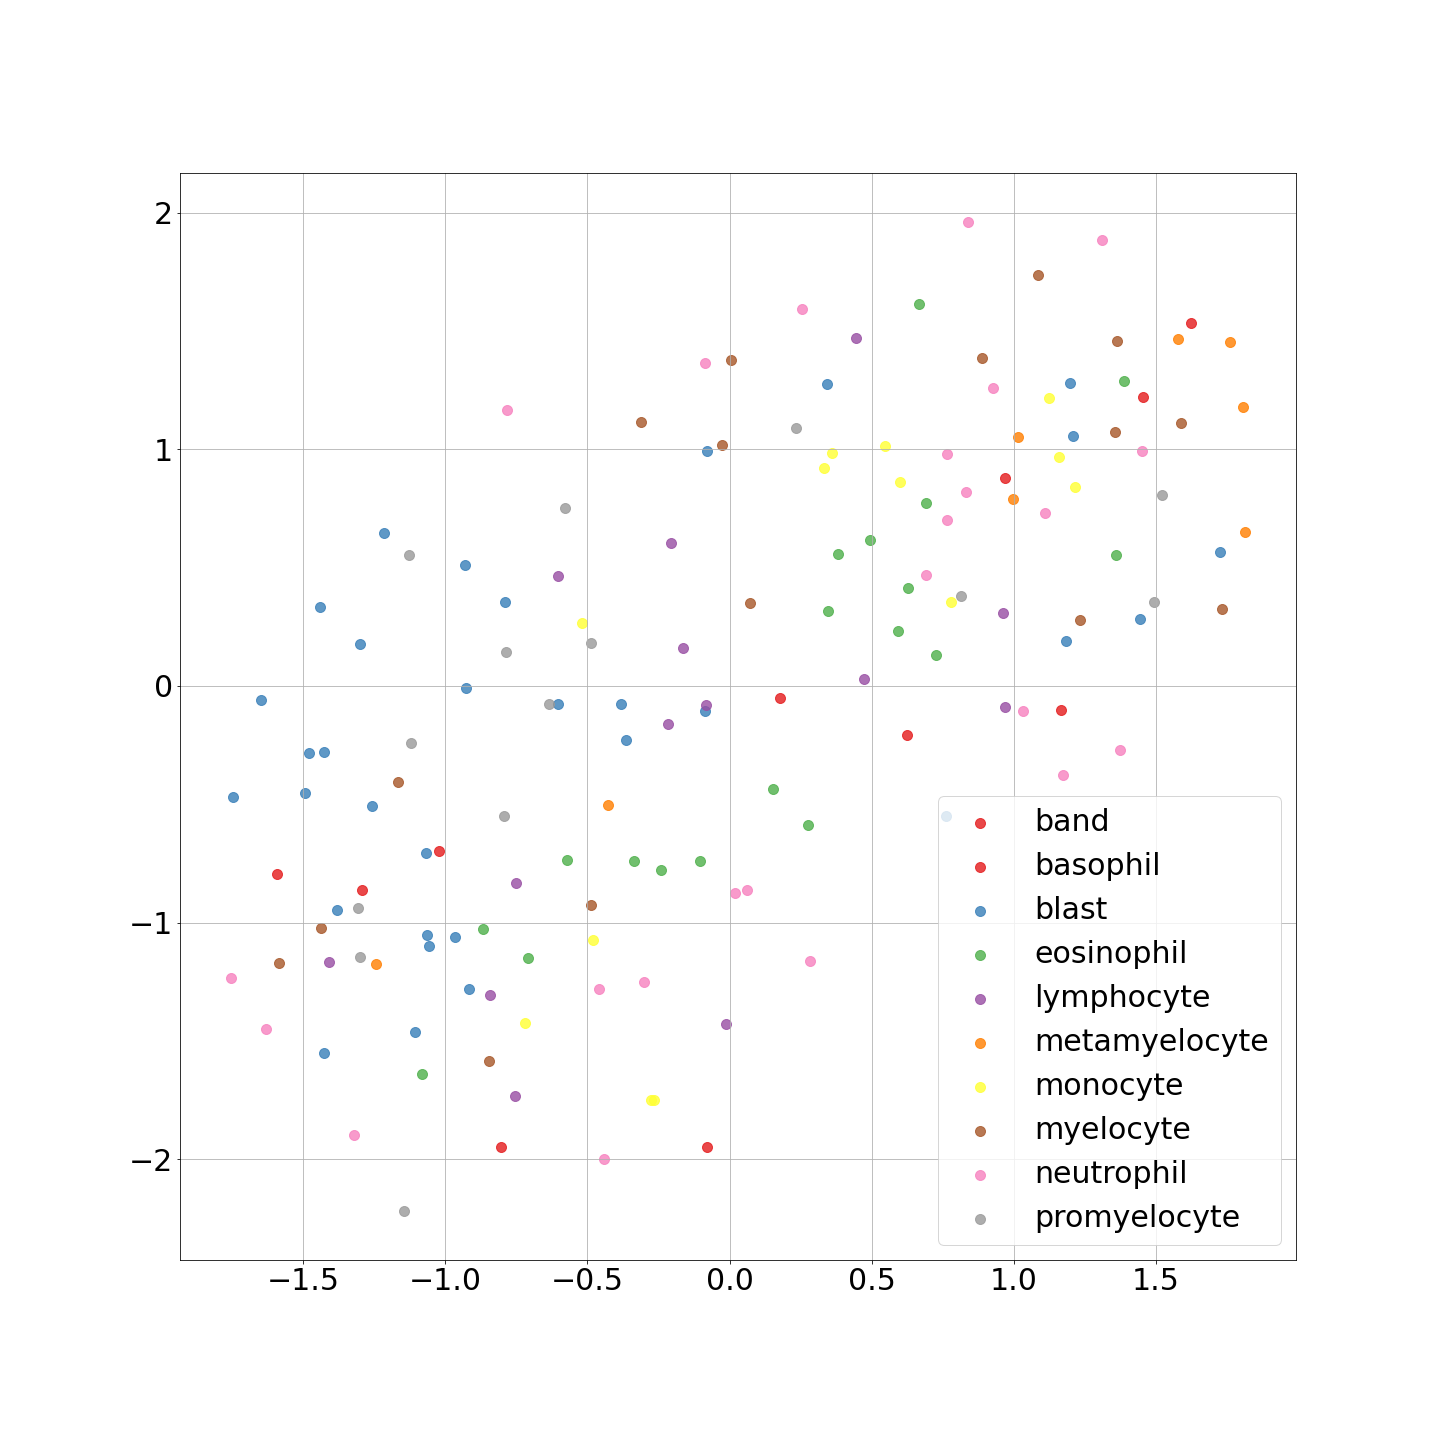 2
1
0
−1
−2
−1.5
−1.0
−0.5
0.0
0.5
1.0
1.5
band
basophil
blast
eosinophil
lymphocyte
metamyelocyte
monocyte
myelocyte
neutrophil
promyelocyte